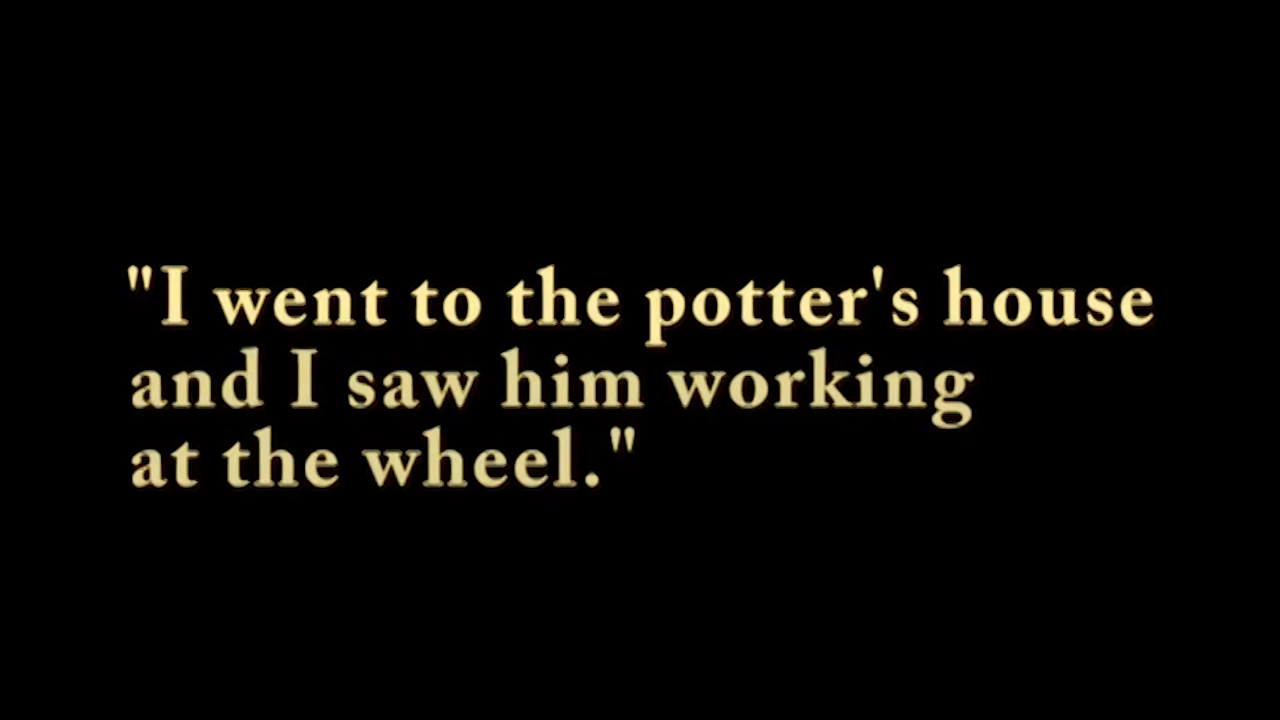 "I went to the potter's house
and I saw him working
at the wheel."